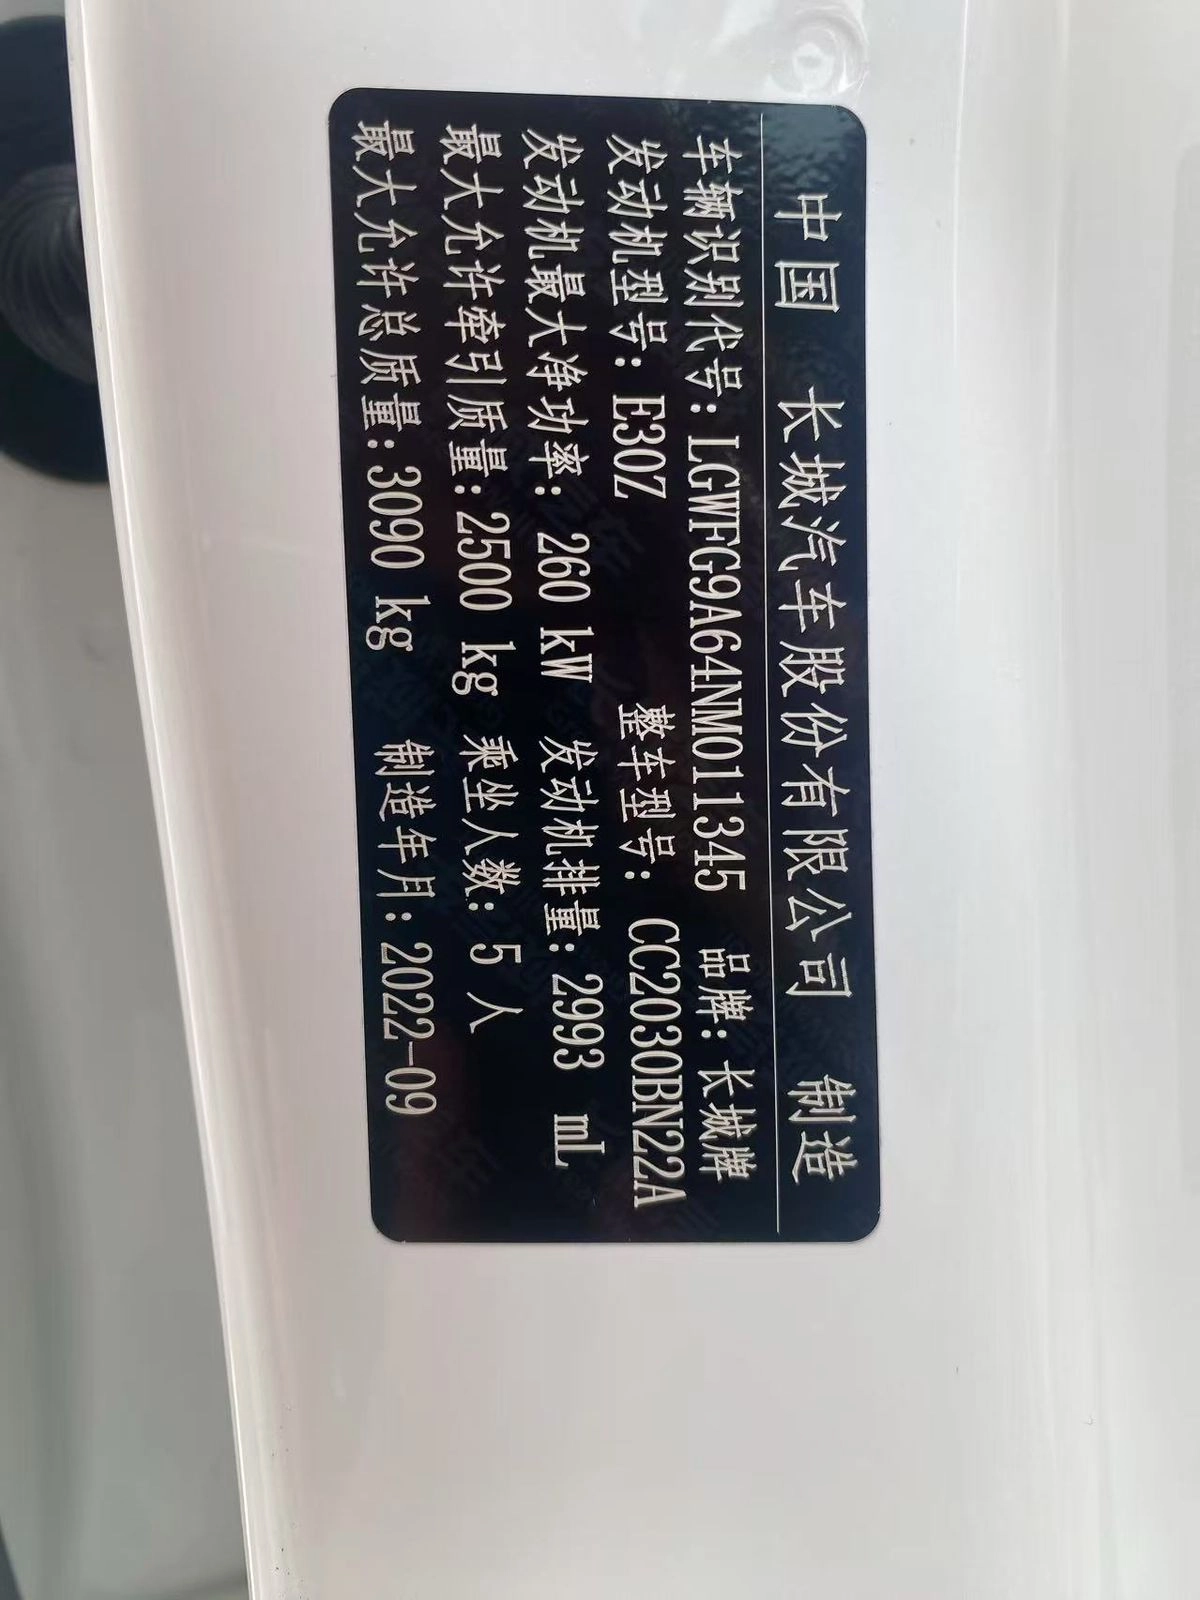 中国 长城汽车股份有限公司 制造
车辆识别代号:LGWFG9A64NM011345 品牌:长城牌
发动机型号:E30Z 整车型号:CC2030BN22A
发动机最大净功率:260 kW 发动机排量:2993 mL
最大允许牵引质量:2500 kg 乘坐人数:5 人
最大允许总质量:3090 kg 制造年月:2022-09